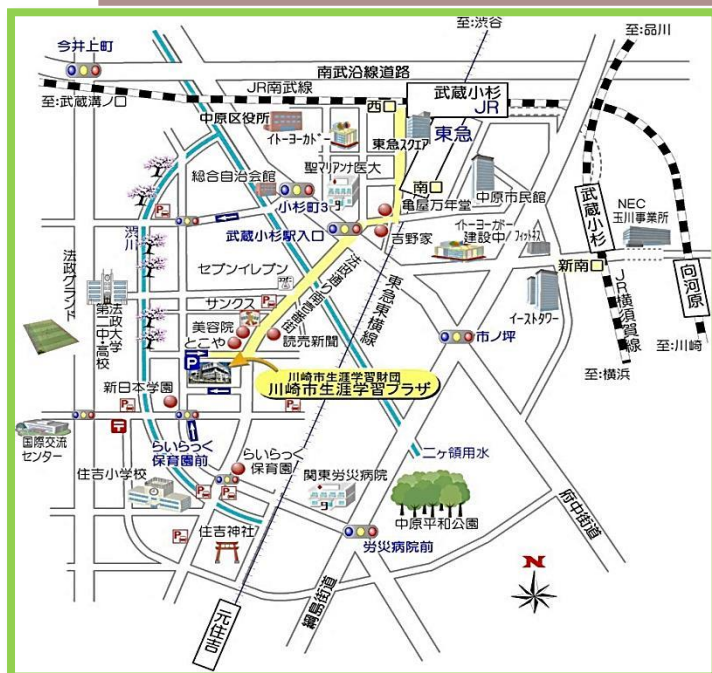 至:渋谷
至:品川
今井上町
南武沿線道路
JR南武線
至:武蔵溝ノ口
西口
武蔵小杉
JR
中原区役所
イトーヨーカドー
東急スクエア
東急
聖マリアンナ医大
総合自治会館
小杉町3
南口
中原市民館
亀屋万年堂
武蔵小杉駅入口
吉野家
イトーヨーカドー
建設中/フィットネス
武蔵小杉
NEC
玉川事業所
渋川
法政グランド
法政大学
第二中・高校
セブンイレブン
法政通り商店街
東急東横線
新南口
向河原
サンクス
イーストタワー
JR横須賀線
美容院
とこや
読売新聞
市ノ坪
至:川崎
至:横浜
P
川崎市生涯学習財団
川崎市生涯学習プラザ
新日本学園
国際交流
センター
らいらっく
保育園前
らいらっく
保育園
二ヶ領用水
住吉小学校
関東労災病院
中原平和公園
府中街道
住吉神社
労災病院前
綱島街道
元住吉
N